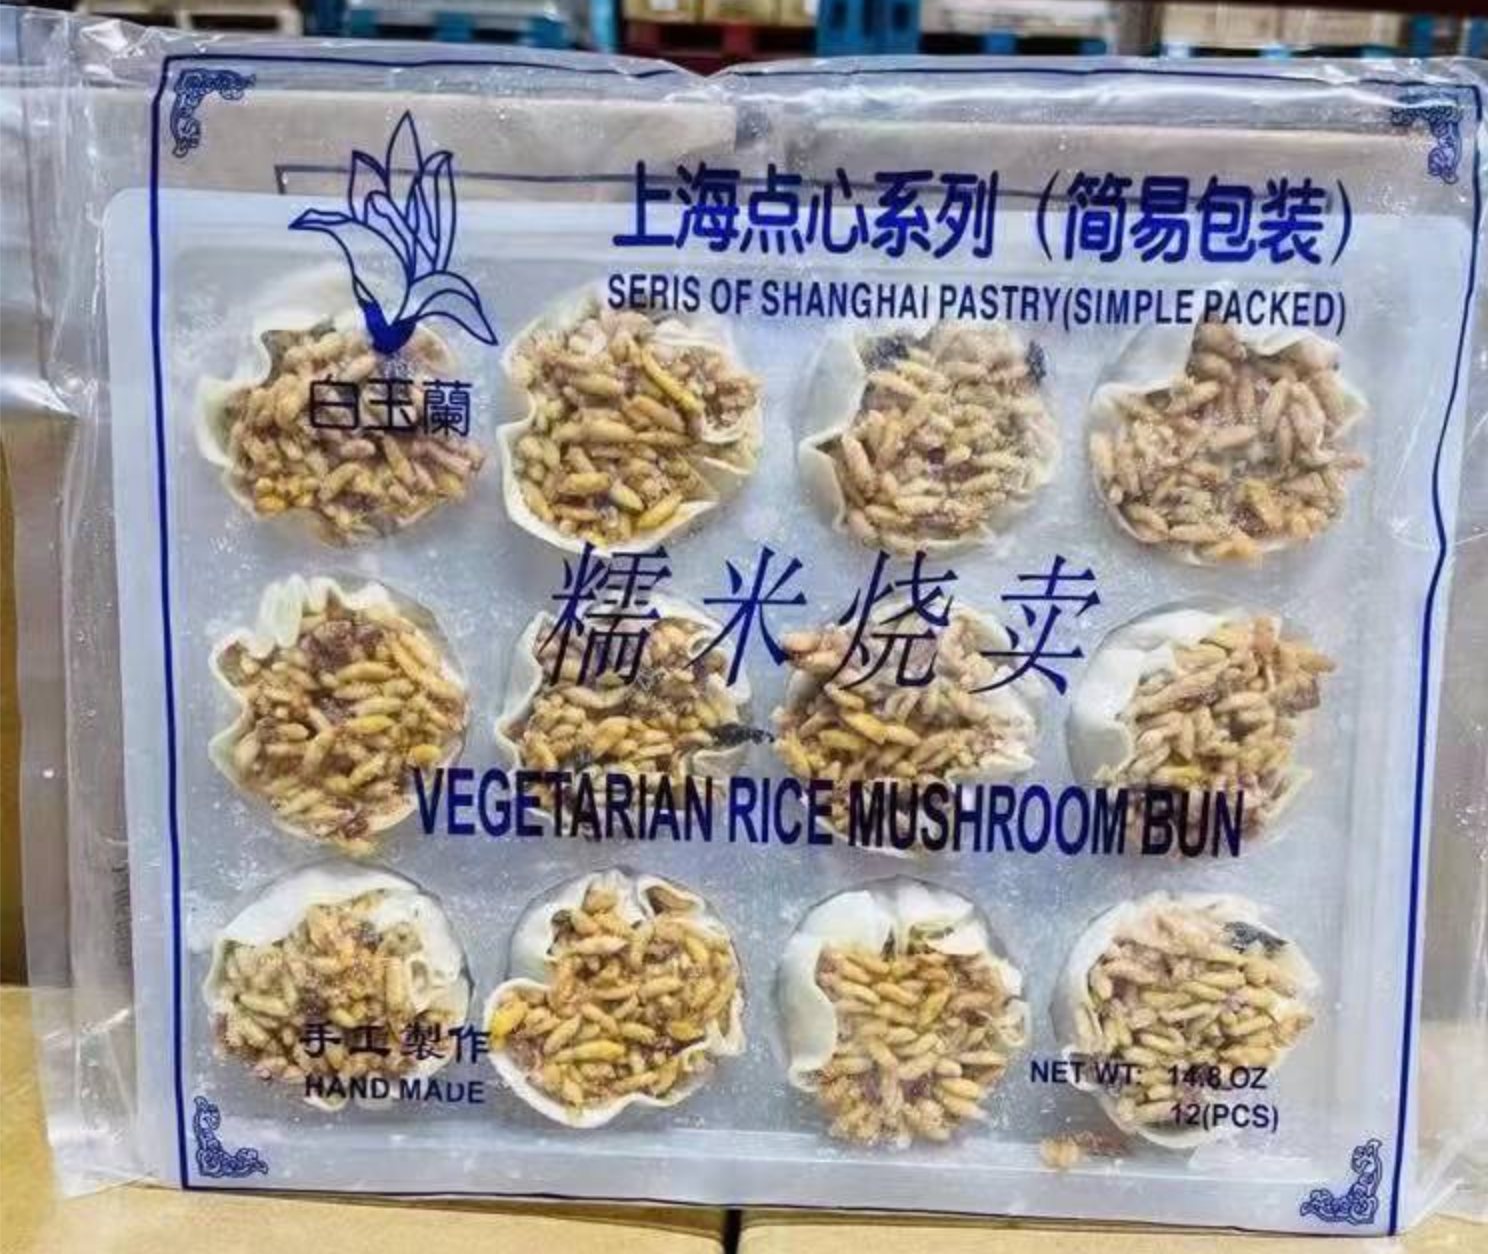 上海点心系列（简易包装）
SERIS OF SHANGHAI PASTRY(SIMPLE PACKED)
白玉蘭
糯米烧卖
VEGETARIAN RICE MUSHROOM BUN
手工製作
HAND MADE
NET WT: 14.8 OZ
12(PCS)